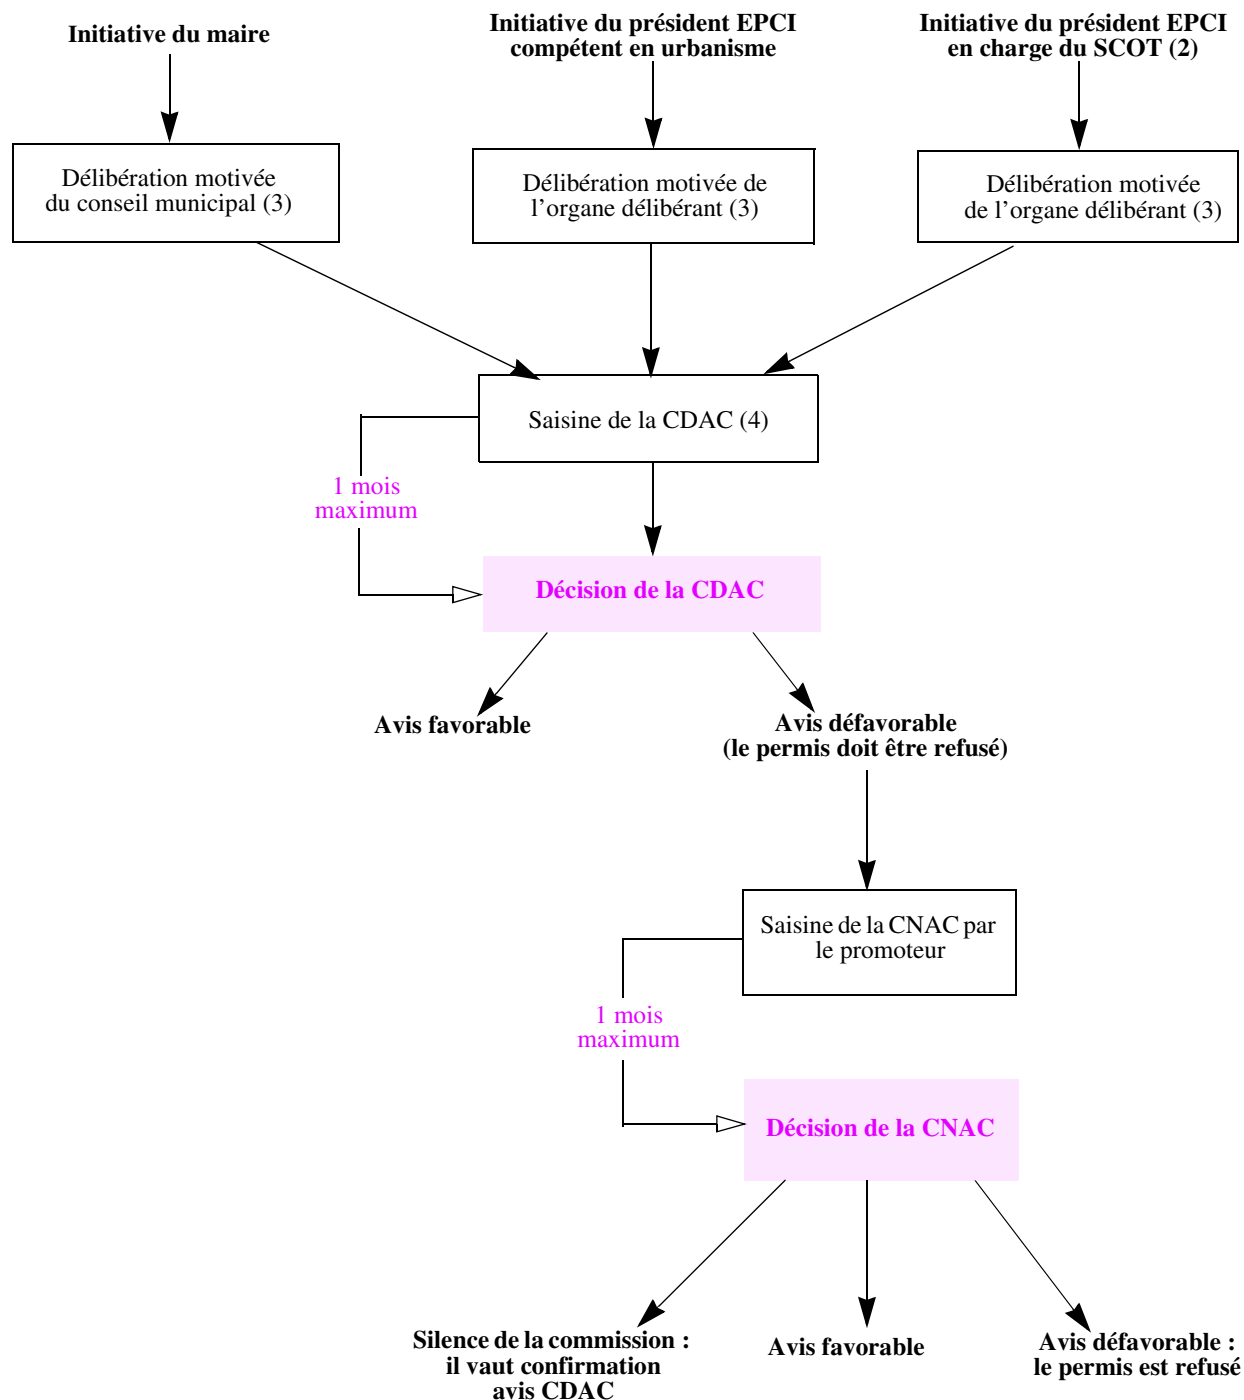 Initiative du maire
Initiative du président EPCI
compétent en urbanisme
Initiative du président EPCI
en charge du SCOT (2)
Délibération motivée
du conseil municipal (3)
Délibération motivée de
l’organe délibérant (3)
Délibération motivée
de l’organe délibérant (3)
Saisine de la CDAC (4)
1 mois
maximum
Décision de la CDAC
Avis favorable
Avis défavorable
(le permis doit être refusé)
Saisine de la CNAC par
le promoteur
1 mois
maximum
Décision de la CNAC
Silence de la commission :
il vaut confirmation
avis CDAC
Avis favorable
Avis défavorable :
le permis est refusé